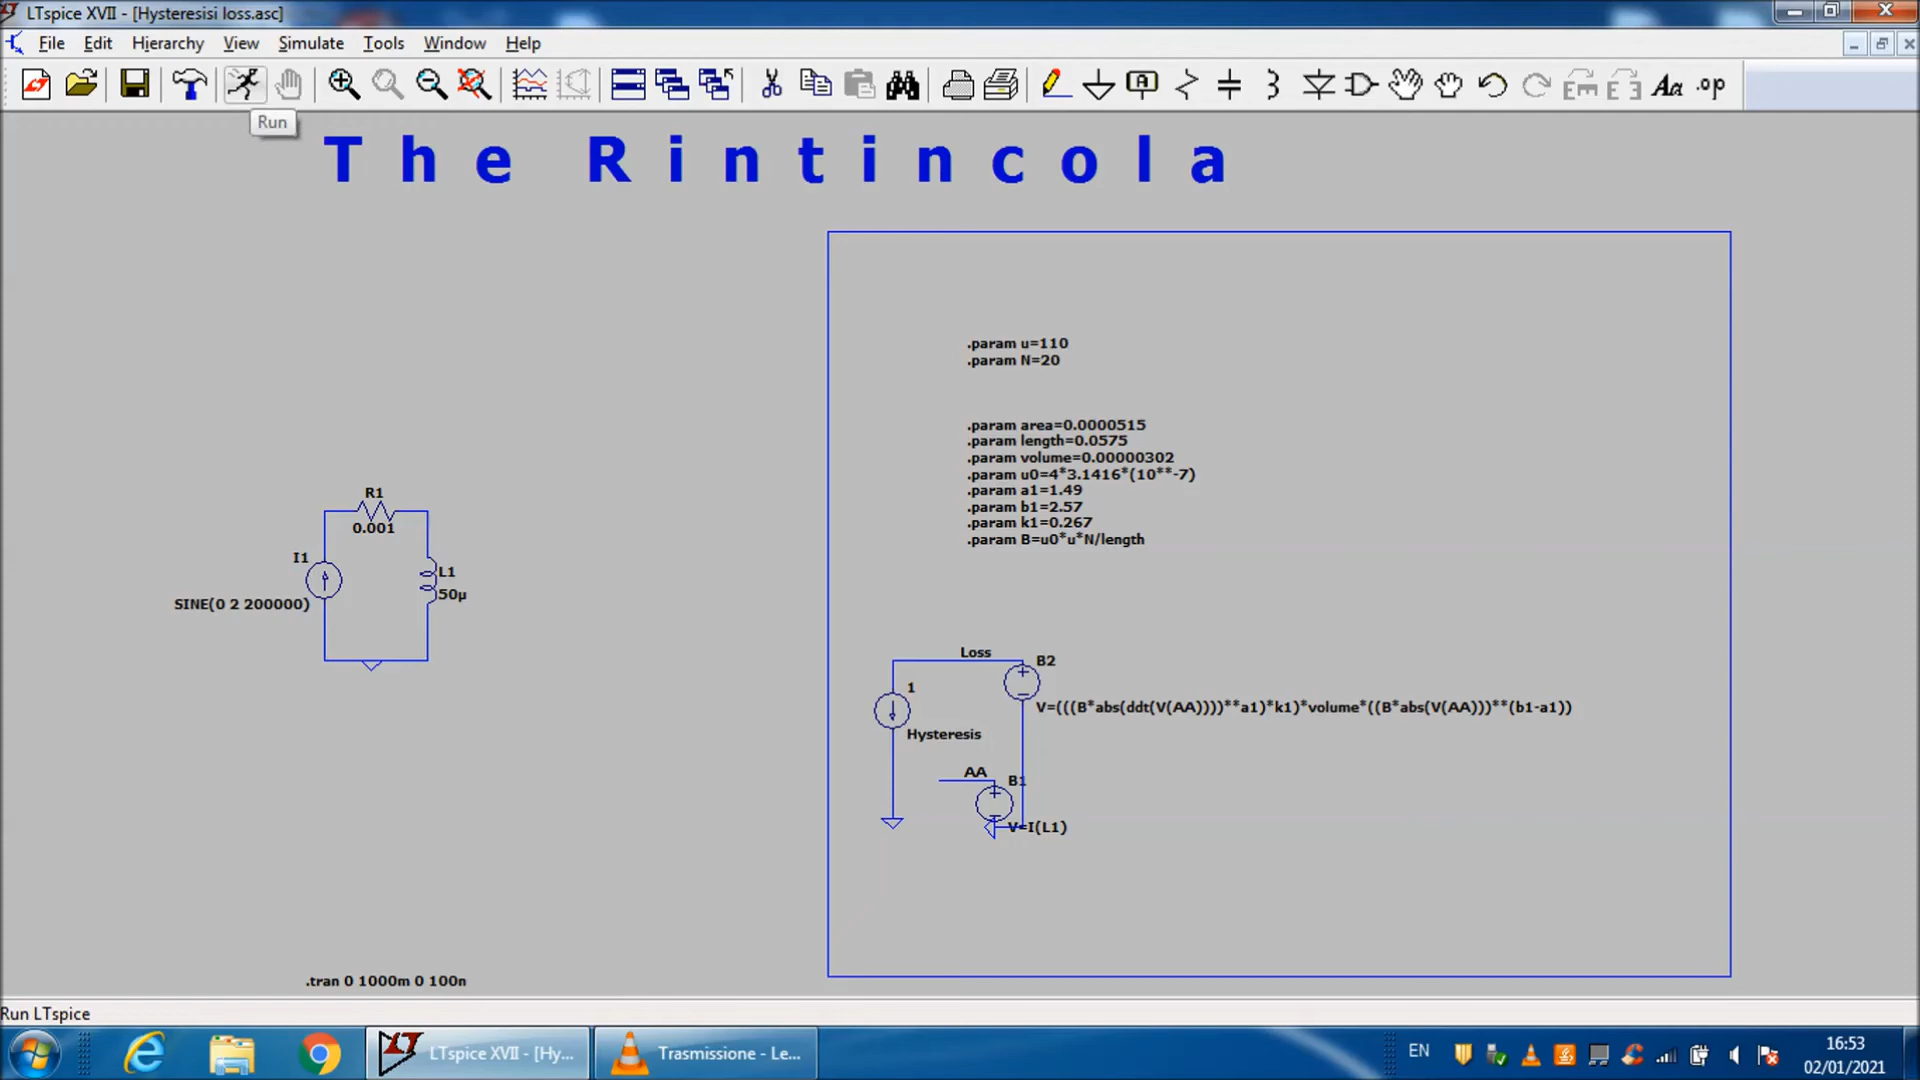 LTspice XVII - [Hysteresisi loss.asc]
File Edit Hierarchy View Simulate Tools Window Help
A Aa .op
Run
The Rintincola
.param u=110
.param N=20
.param area=0.0000515
.param length=0.0575
.param volume=0.00000302
.param u0=4*3.1416*(10**-7)
.param a1=1.49
.param b1=2.57
.param k1=0.267
.param B=u0*u*N/length
R1
0.001
I1
SINE(0 2 200000)
L1
50µ
Loss
B2
1
V=(((B*abs(ddt(V(AA))))**a1)*k1)*volume*((B*abs(V(AA)))**(b1-a1))
Hysteresis
AA
B1
V=I(L1)
.tran 0 1000m 0 100n
Run LTspice
LTspice XVII - [Hy...
Trasmissione - Le...
EN
16:53
02/01/2021